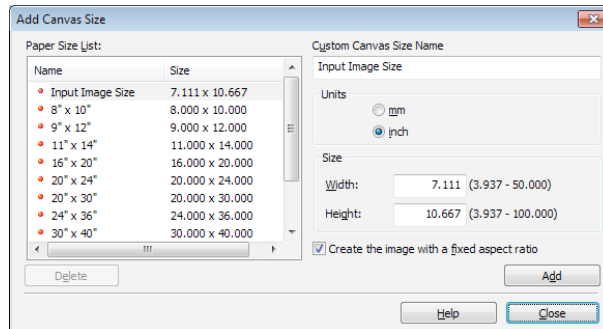 Add Canvas Size
Paper Size List:
Name Size
Input Image Size 7.111 x 10.667
8" x 10" 8.000 x 10.000
9" x 12" 9.000 x 12.000
11" x 14" 11.000 x 14.000
16" x 20" 16.000 x 20.000
20" x 24" 20.000 x 24.000
20" x 30" 20.000 x 30.000
24" x 36" 24.000 x 36.000
30" x 40" 30.000 x 40.000
Delete
Custom Canvas Size Name
Input Image Size
Units
mm
inch
Size
Width: 7.111 (3.937 - 50.000)
Height: 10.667 (3.937 - 100.000)
Create the image with a fixed aspect ratio
Add
Help Close